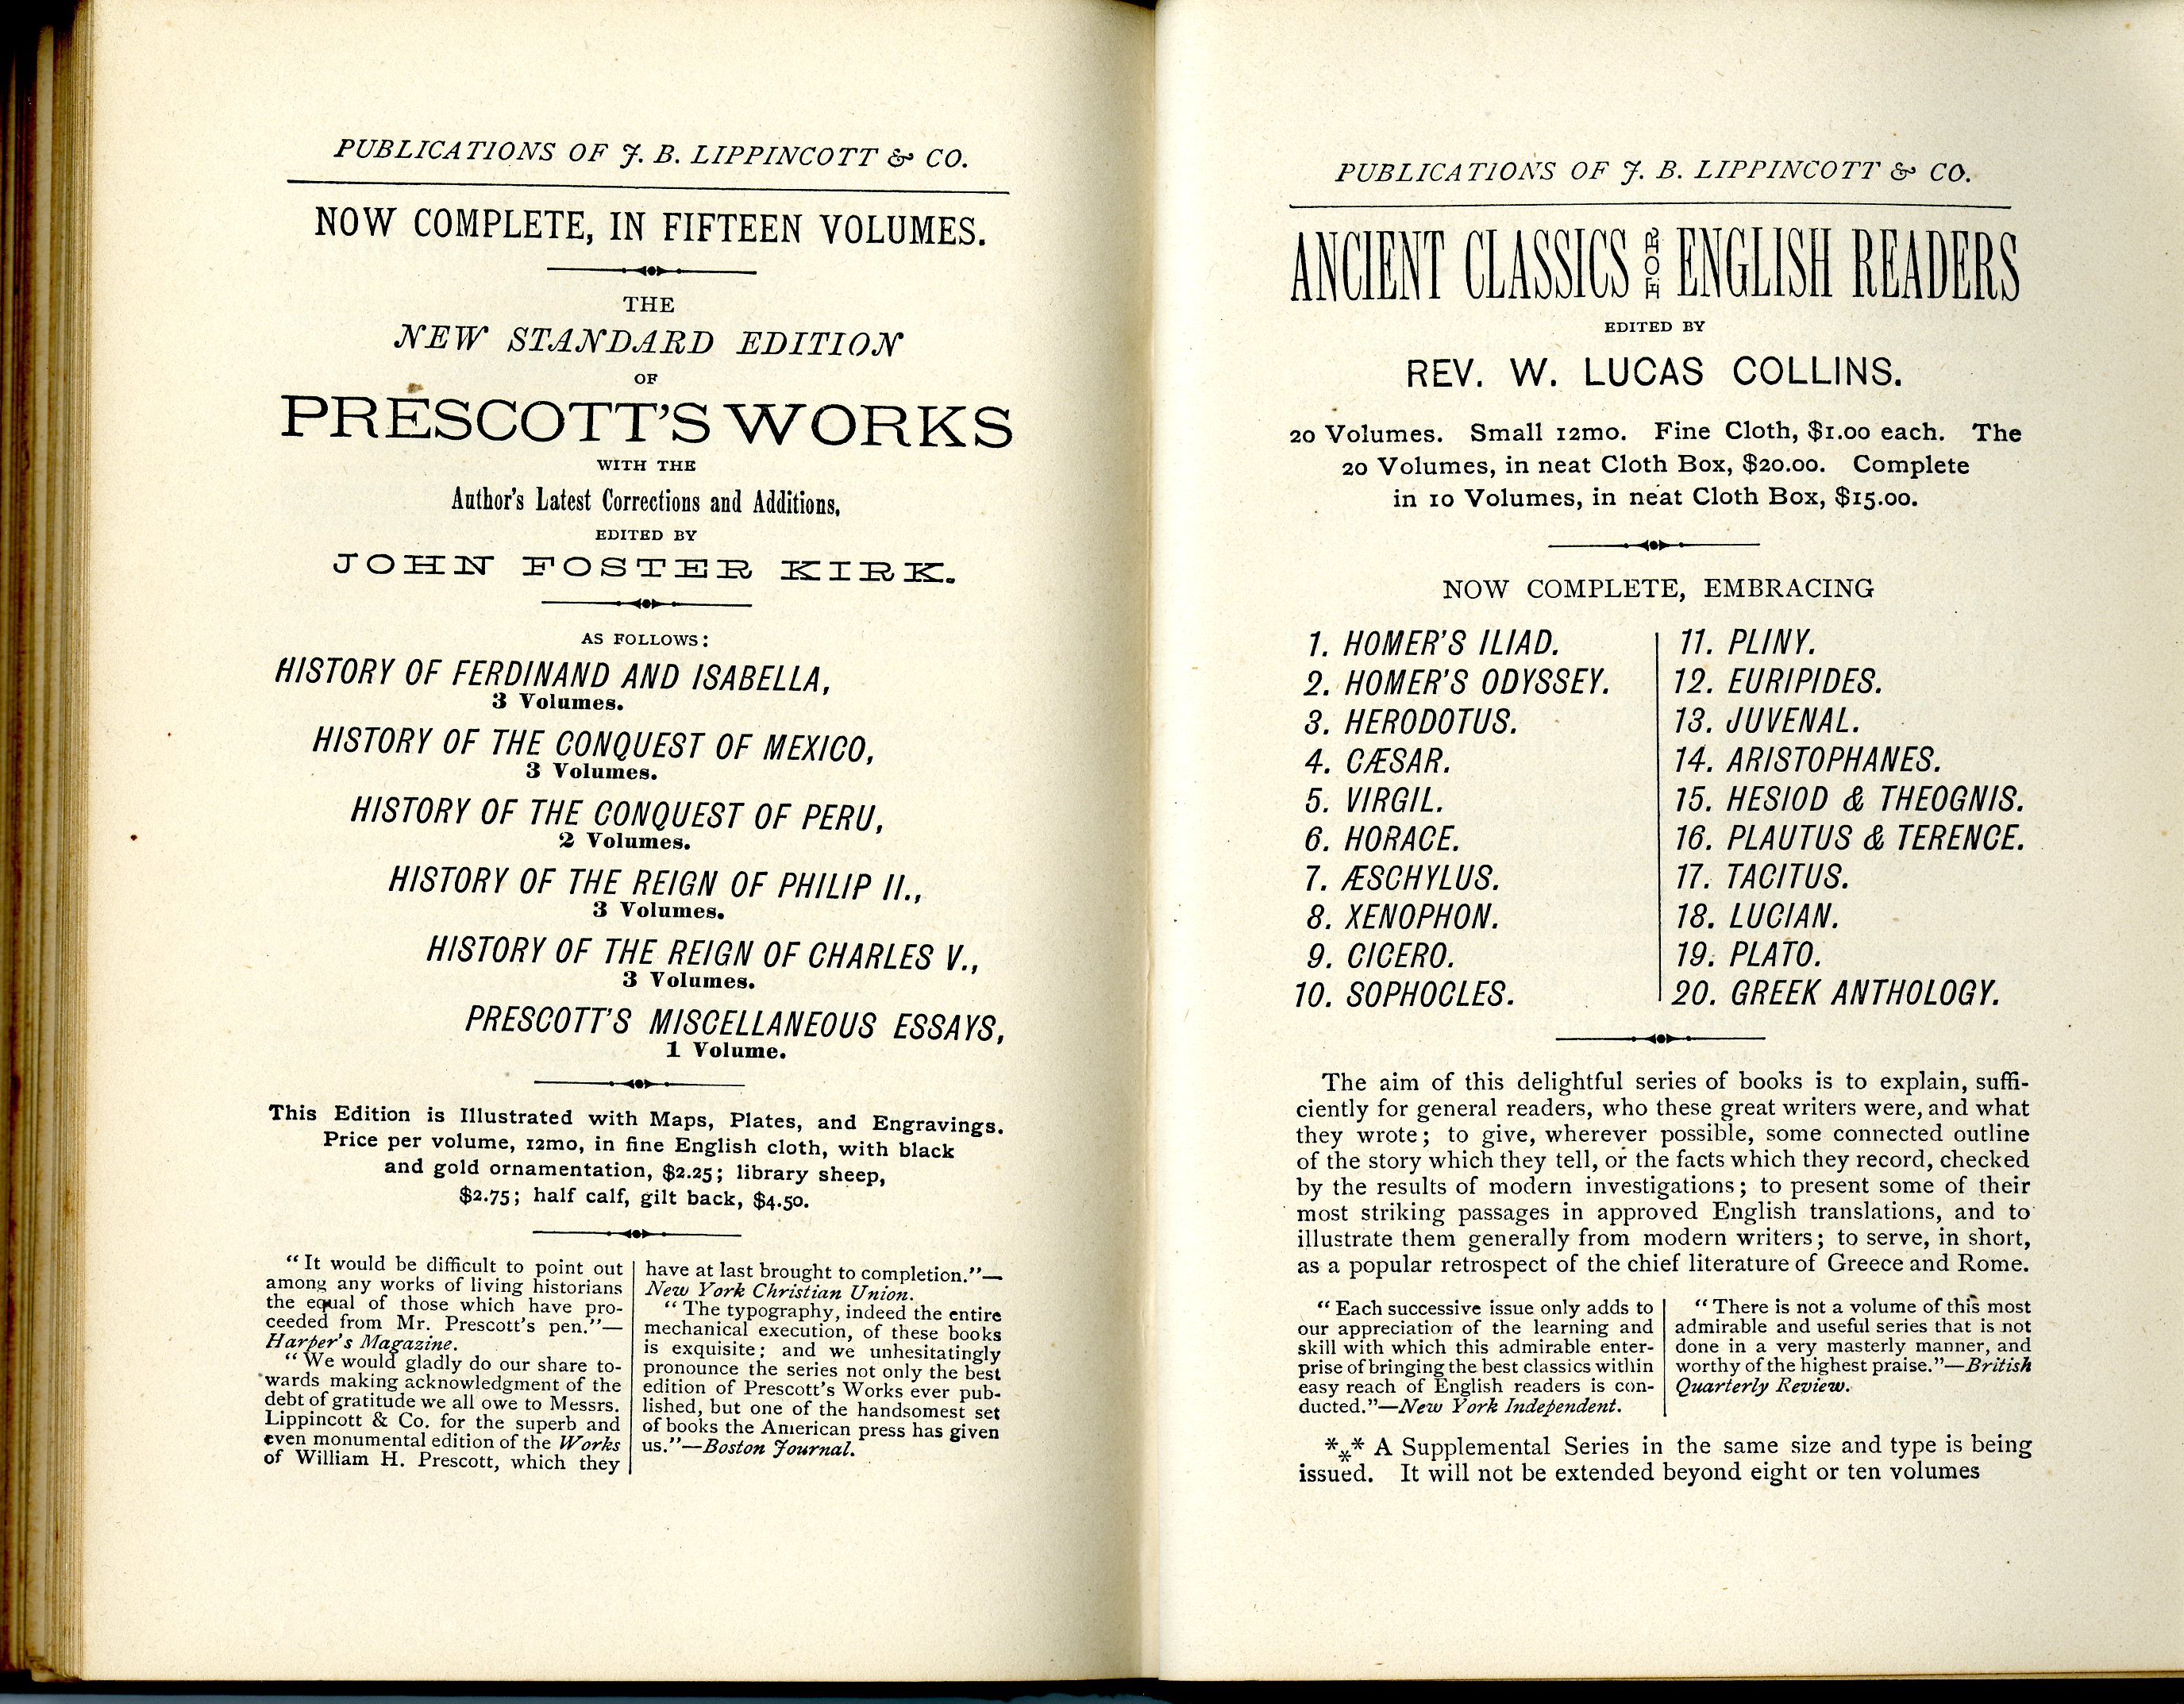 PUBLICATIONS OF J. B. LIPPINCOTT & CO.
NOW COMPLETE, IN FIFTEEN VOLUMES.
THE
NEW STANDARD EDITION
OF
PRESCOTT'S WORKS
WITH THE
Author's Latest Corrections and Additions,
EDITED BY
JOHN FOSTER KIRK.
AS FOLLOWS:
HISTORY OF FERDINAND AND ISABELLA,
3 Volumes.
HISTORY OF THE CONQUEST OF MEXICO,
3 Volumes.
HISTORY OF THE CONQUEST OF PERU,
2 Volumes.
HISTORY OF THE REIGN OF PHILIP II.,
3 Volumes.
HISTORY OF THE REIGN OF CHARLES V.,
3 Volumes.
PRESCOTT'S MISCELLANEOUS ESSAYS,
1 Volume.
This Edition is Illustrated with Maps, Plates, and Engravings.
Price per volume, 12mo, in fine English cloth, with black
and gold ornamentation, $2.25; library sheep,
$2.75; half calf, gilt back, $4.50.
"It would be difficult to point out
among any works of living historians
the equal of those which have pro-
ceeded from Mr. Prescott's pen."—
Harper's Magazine.
"We would gladly do our share to-
wards making acknowledgment of the
debt of gratitude we all owe to Messrs.
Lippincott & Co. for the superb and
even monumental edition of the Works
of William H. Prescott, which they
have at last brought to completion."—
New York Christian Union.
"The typography, indeed the entire
mechanical execution, of these books
is exquisite; and we unhesitatingly
pronounce the series not only the best
edition of Prescott's Works ever pub-
lished, but one of the handsomest set
of books the American press has given
us."—Boston Journal.
PUBLICATIONS OF J. B. LIPPINCOTT & CO.
ANCIENT CLASSICS FOR ENGLISH READERS
EDITED BY
REV. W. LUCAS COLLINS.
20 Volumes. Small 12mo. Fine Cloth, $1.00 each. The
20 Volumes, in neat Cloth Box, $20.00. Complete
in 10 Volumes, in neat Cloth Box, $15.00.
NOW COMPLETE, EMBRACING
1. HOMER'S ILIAD.
2. HOMER'S ODYSSEY.
3. HERODOTUS.
4. CÆSAR.
5. VIRGIL.
6. HORACE.
7. ÆSCHYLUS.
8. XENOPHON.
9. CICERO.
10. SOPHOCLES.
11. PLINY.
12. EURIPIDES.
13. JUVENAL.
14. ARISTOPHANES.
15. HESIOD & THEOGNIS.
16. PLAUTUS & TERENCE.
17. TACITUS.
18. LUCIAN.
19. PLATO.
20. GREEK ANTHOLOGY.
The aim of this delightful series of books is to explain, suffi-
ciently for general readers, who these great writers were, and what
they wrote; to give, wherever possible, some connected outline
of the story which they tell, or the facts which they record, checked
by the results of modern investigations; to present some of their
most striking passages in approved English translations, and to
illustrate them generally from modern writers; to serve, in short,
as a popular retrospect of the chief literature of Greece and Rome.
"Each successive issue only adds to
our appreciation of the learning and
skill with which this admirable enter-
prise of bringing the best classics within
easy reach of English readers is con-
ducted."—New York Independent.
"There is not a volume of this most
admirable and useful series that is not
done in a very masterly manner, and
worthy of the highest praise."—British
Quarterly Review.
*** A Supplemental Series in the same size and type is being
issued. It will not be extended beyond eight or ten volumes